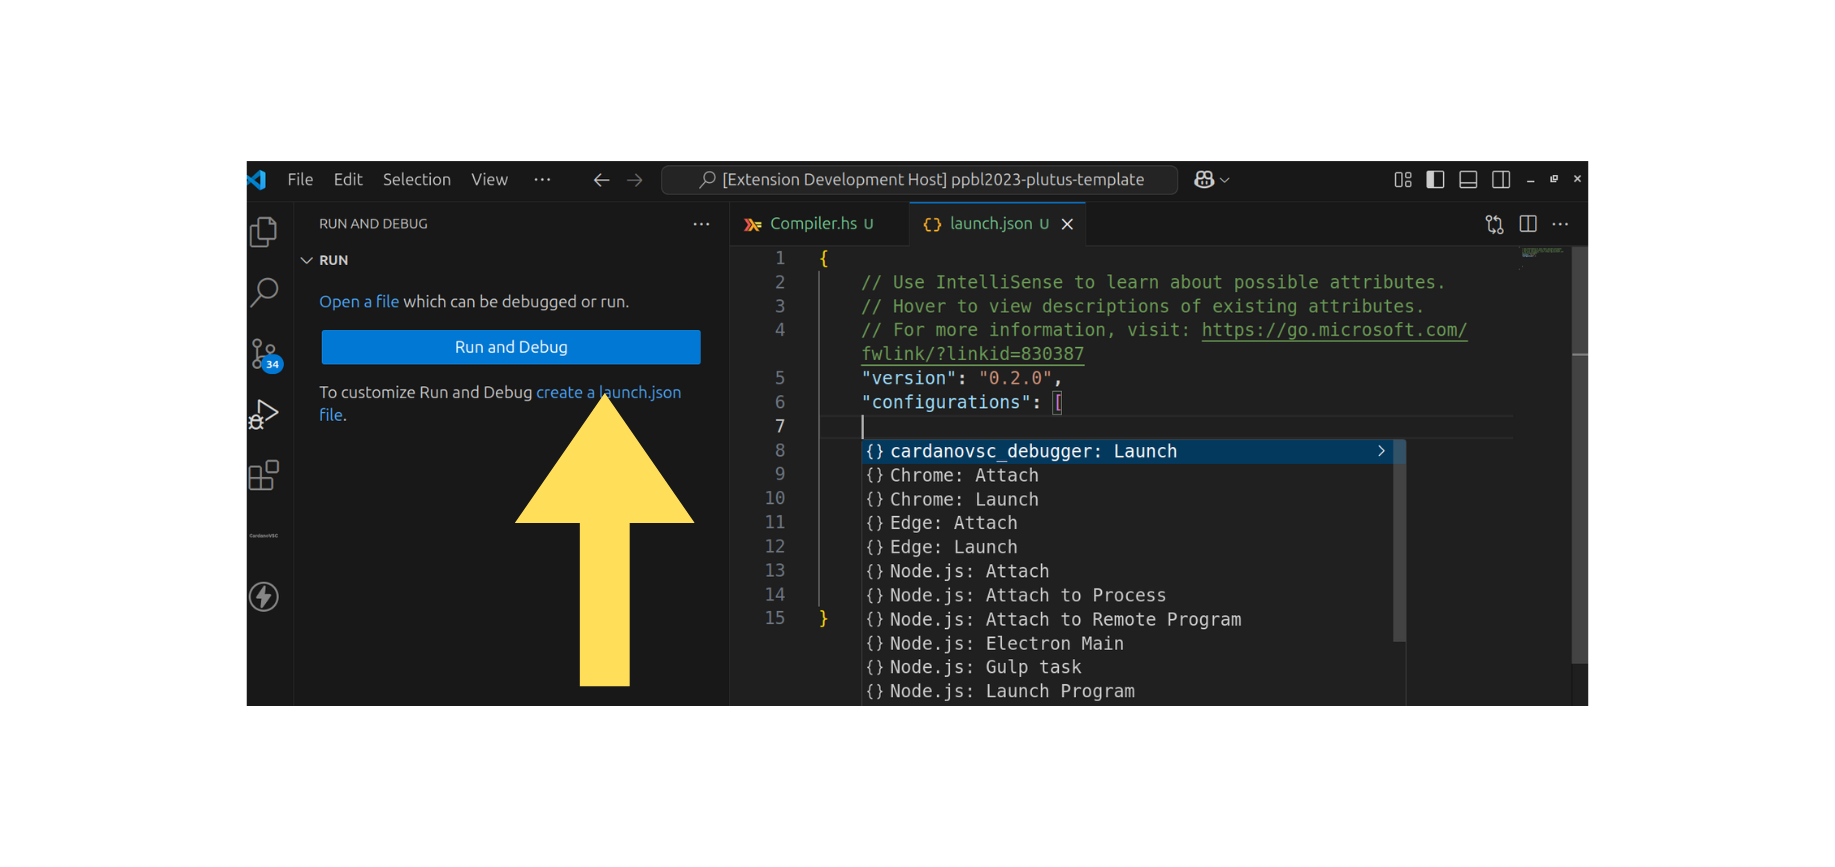 File Edit Selection View ··· [Extension Development Host] ppbl2023-plutus-template
RUN AND DEBUG ···
RUN
Open a file which can be debugged or run.
Run and Debug
To customize Run and Debug create a launch.json
file.
34
CardanoVSC
Compiler.hs U {} launch.json U ···
1 {
2 // Use IntelliSense to learn about possible attributes.
3 // Hover to view descriptions of existing attributes.
4 // For more information, visit: https://go.microsoft.com/
fwlink/?linkid=830387
5 "version": "0.2.0",
6 "configurations": [
7
8 {} cardanovsc_debugger: Launch
9 {} Chrome: Attach
10 {} Chrome: Launch
11 {} Edge: Attach
12 {} Edge: Launch
13 {} Node.js: Attach
14 {} Node.js: Attach to Process
15 } {} Node.js: Attach to Remote Program
{} Node.js: Electron Main
{} Node.js: Gulp task
{} Node.js: Launch Program